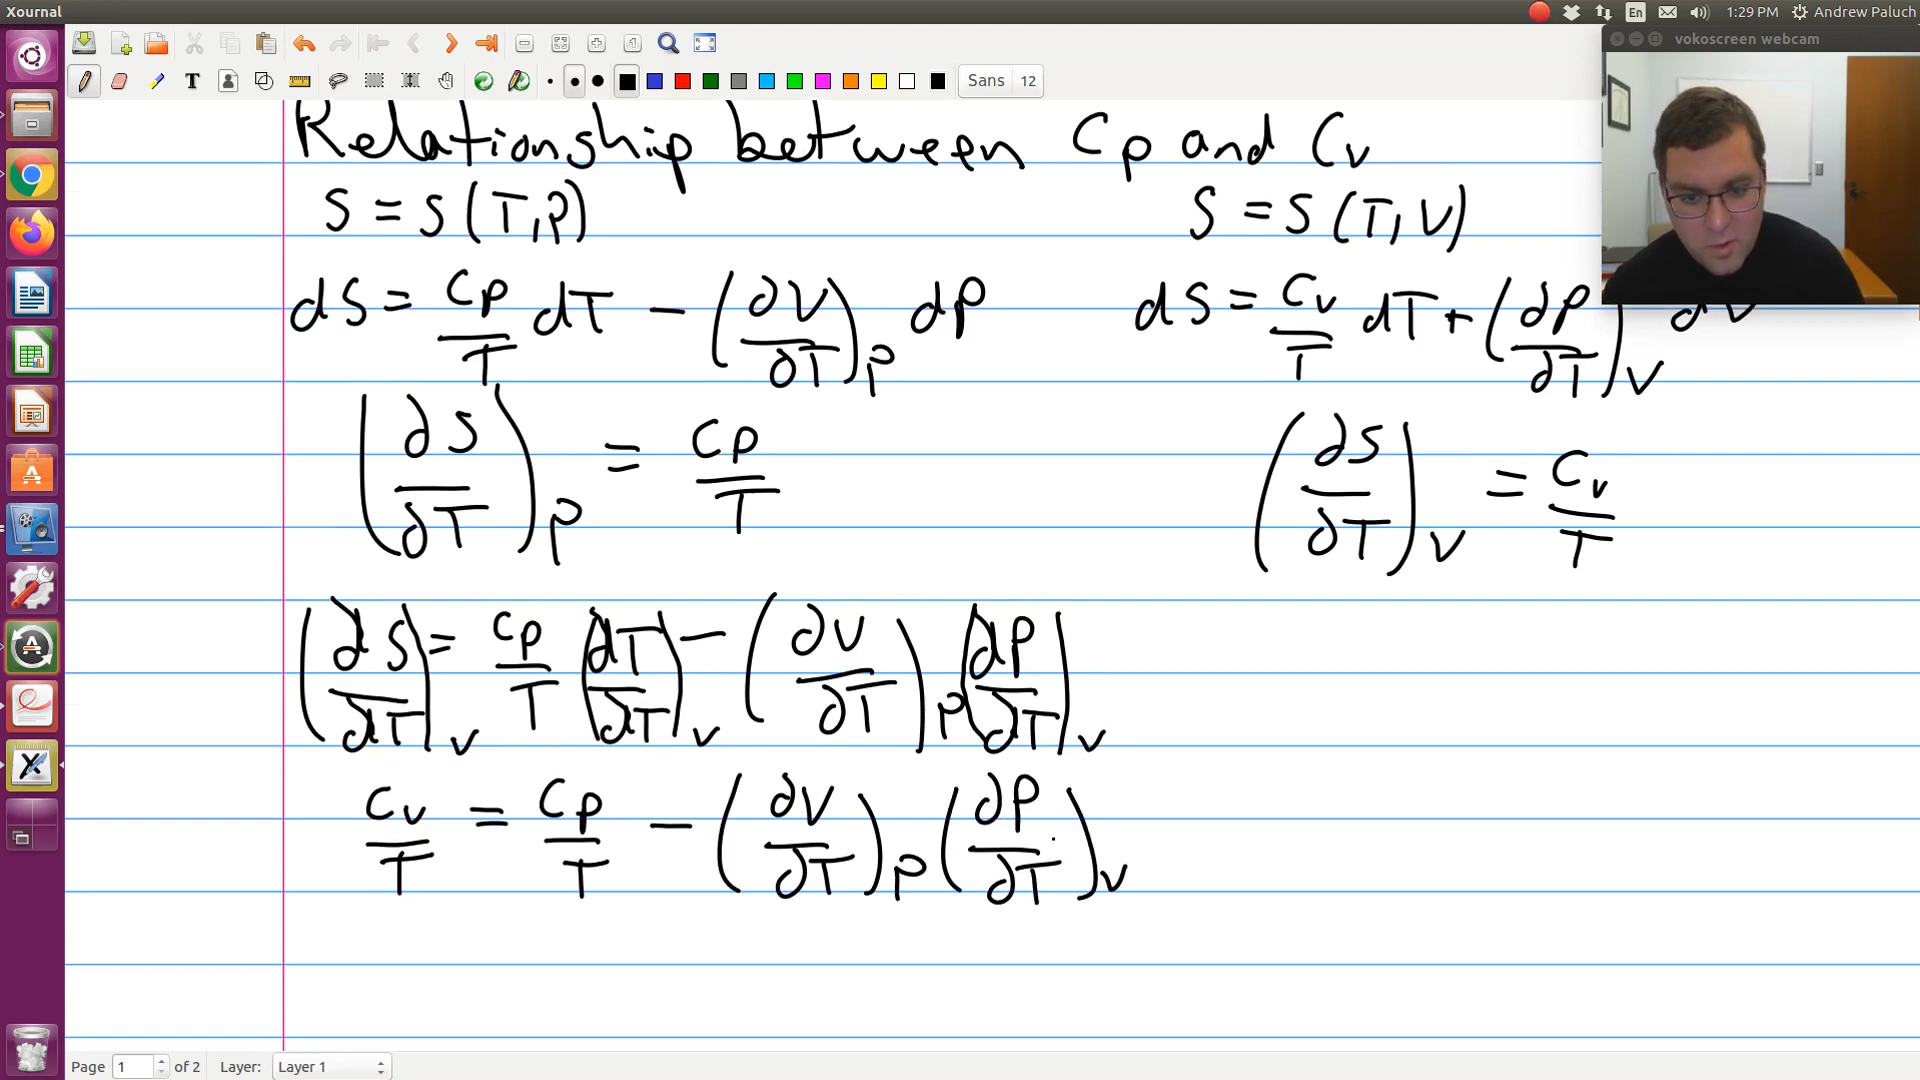 Xournal
En
1:29 PM
Andrew Paluch
vokoscreen webcam
T
Sans 12
Relationship between Cp and Cv
S = S (T,P)
S = S (T,V)
dS = Cp/T dT − (∂V/∂T)P dP
dS = Cv/T dT + (∂P/∂T)V dV
(∂S/∂T)P = Cp/T
(∂S/∂T)V = Cv/T
(∂S/∂T)V = Cp/T (∂T/∂T)V − (∂V/∂T)P (∂P/∂T)V
Cv/T = Cp/T − (∂V/∂T)P (∂P/∂T)V
Page 1 of 2 Layer: Layer 1